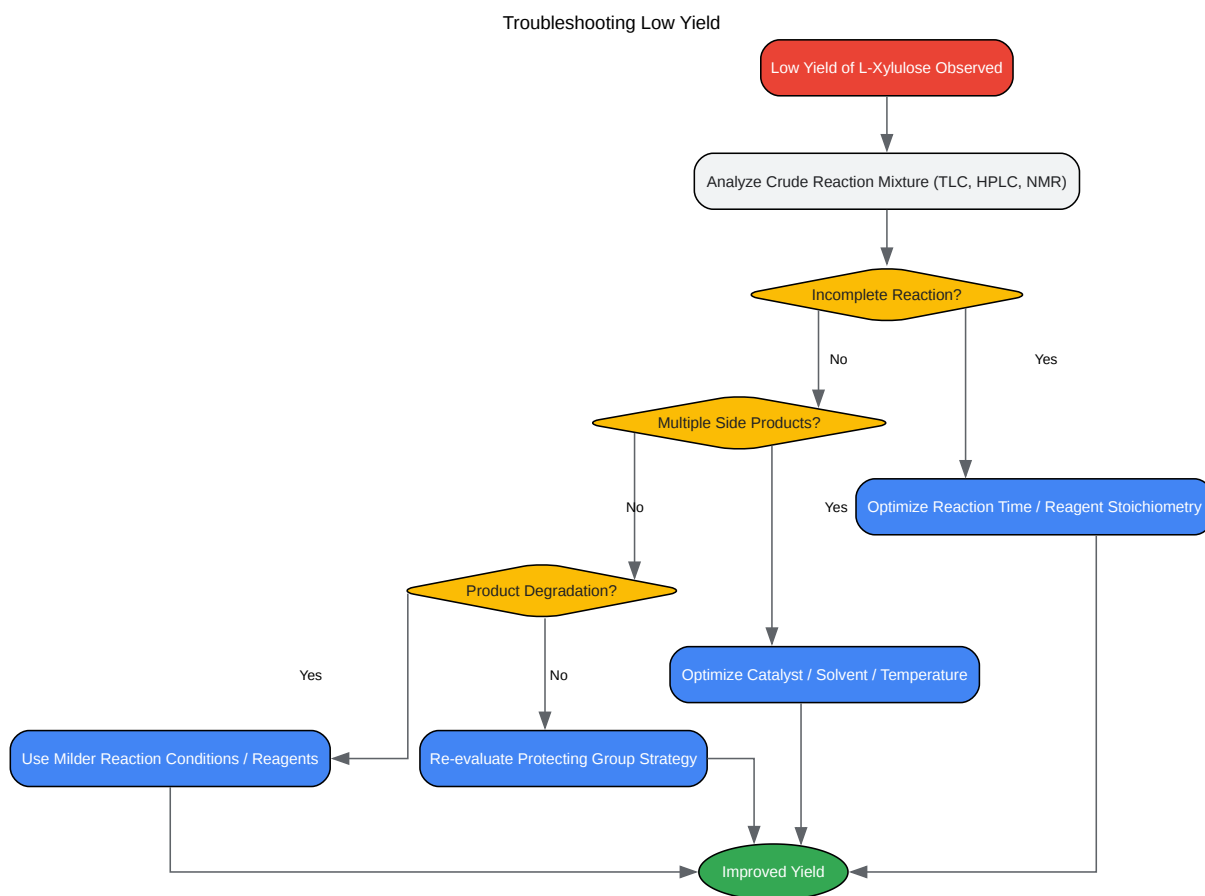 Troubleshooting Low Yield
Low Yield of L-Xylulose Observed
Analyze Crude Reaction Mixture (TLC, HPLC, NMR)
Incomplete Reaction?
No
Yes
Multiple Side Products?
No
Yes
Optimize Reaction Time / Reagent Stoichiometry
Product Degradation?
Yes
No
Optimize Catalyst / Solvent / Temperature
Use Milder Reaction Conditions / Reagents
Re-evaluate Protecting Group Strategy
Improved Yield